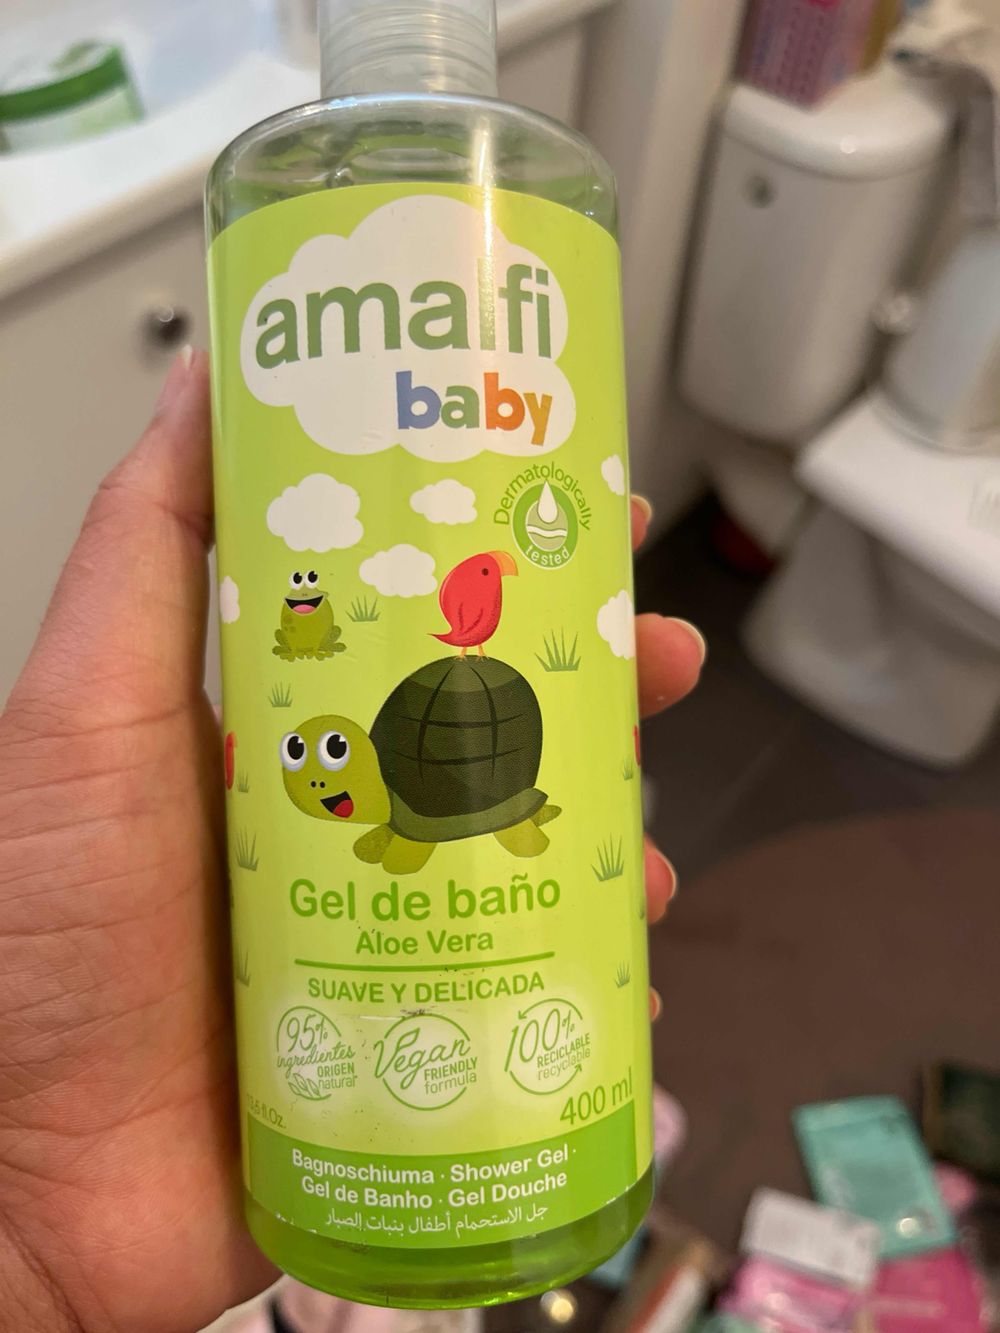 amalfi
baby
Dermatologically
tested
Gel de baño
Aloe Vera
SUAVE Y DELICADA
95%
ingredientes
ORIGEN
natural
Vegan
FRIENDLY
formula
100%
RECICLABLE
recyclable
400 ml
fl.Oz.
Bagnoschiuma · Shower Gel ·
Gel de Banho · Gel Douche
جل الاستحمام أطفال بنبات الصبار